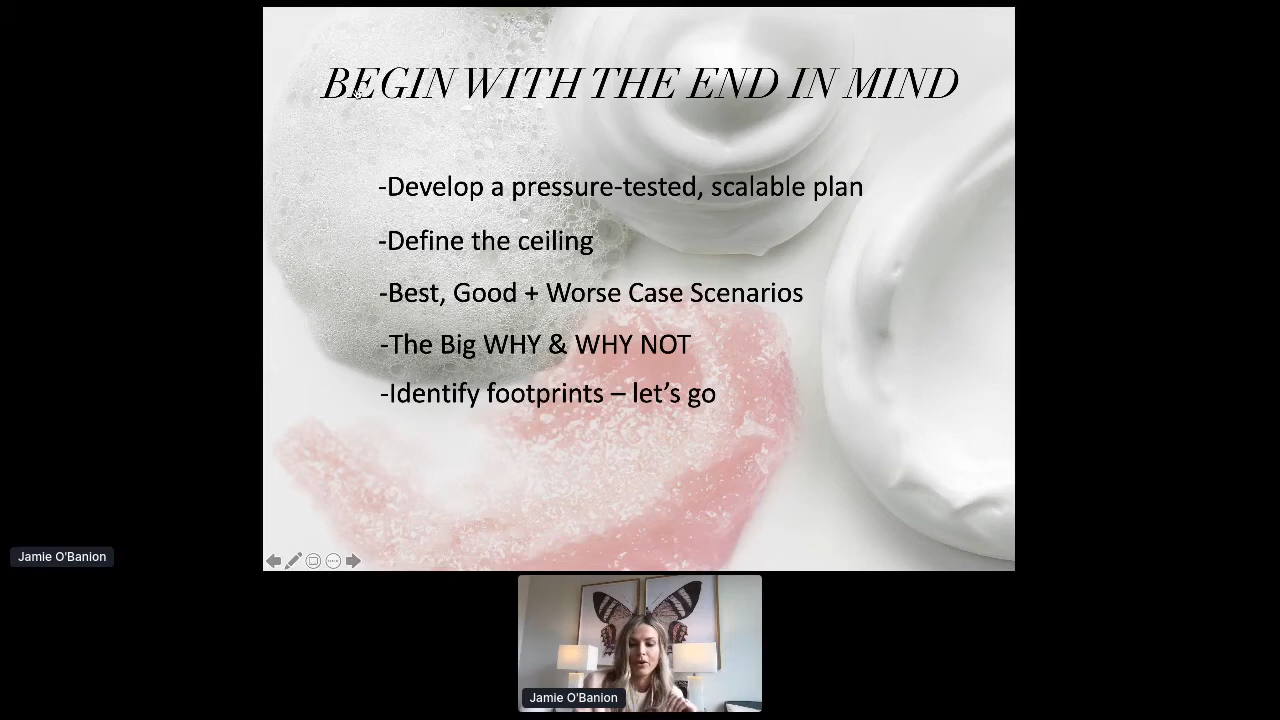 BEGIN WITH THE END IN MIND
-Develop a pressure-tested, scalable plan
-Define the ceiling
-Best, Good + Worse Case Scenarios
-The Big WHY & WHY NOT
-Identify footprints – let’s go
Jamie O'Banion
Jamie O'Banion